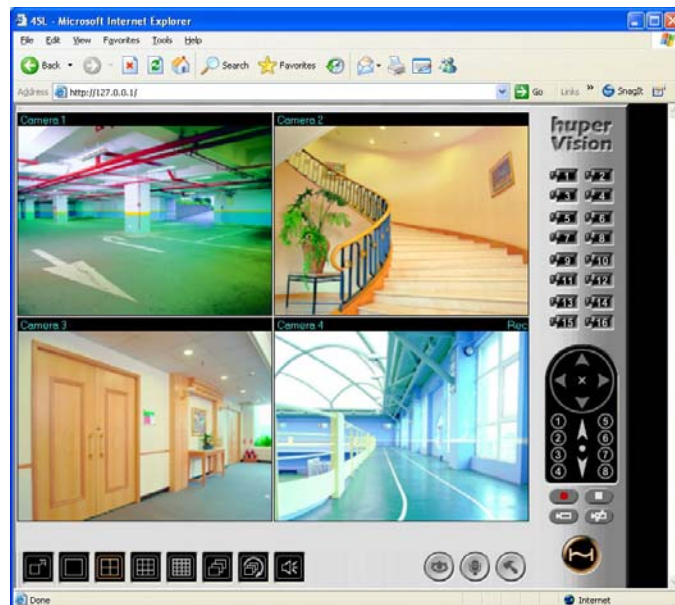 4SL - Microsoft Internet Explorer
File Edit View Favorites Tools Help
Back Search Favorites
Address http://127.0.0.1/ Go Links » SnagIt
Camera 1
Camera 2
huper Vision
1 2
3 4
5 6
7 8
9 10
11 12
13 14
15 16
Camera 3
Camera 4 Rec
1 5
2 6
3 7
4 8
Done Internet